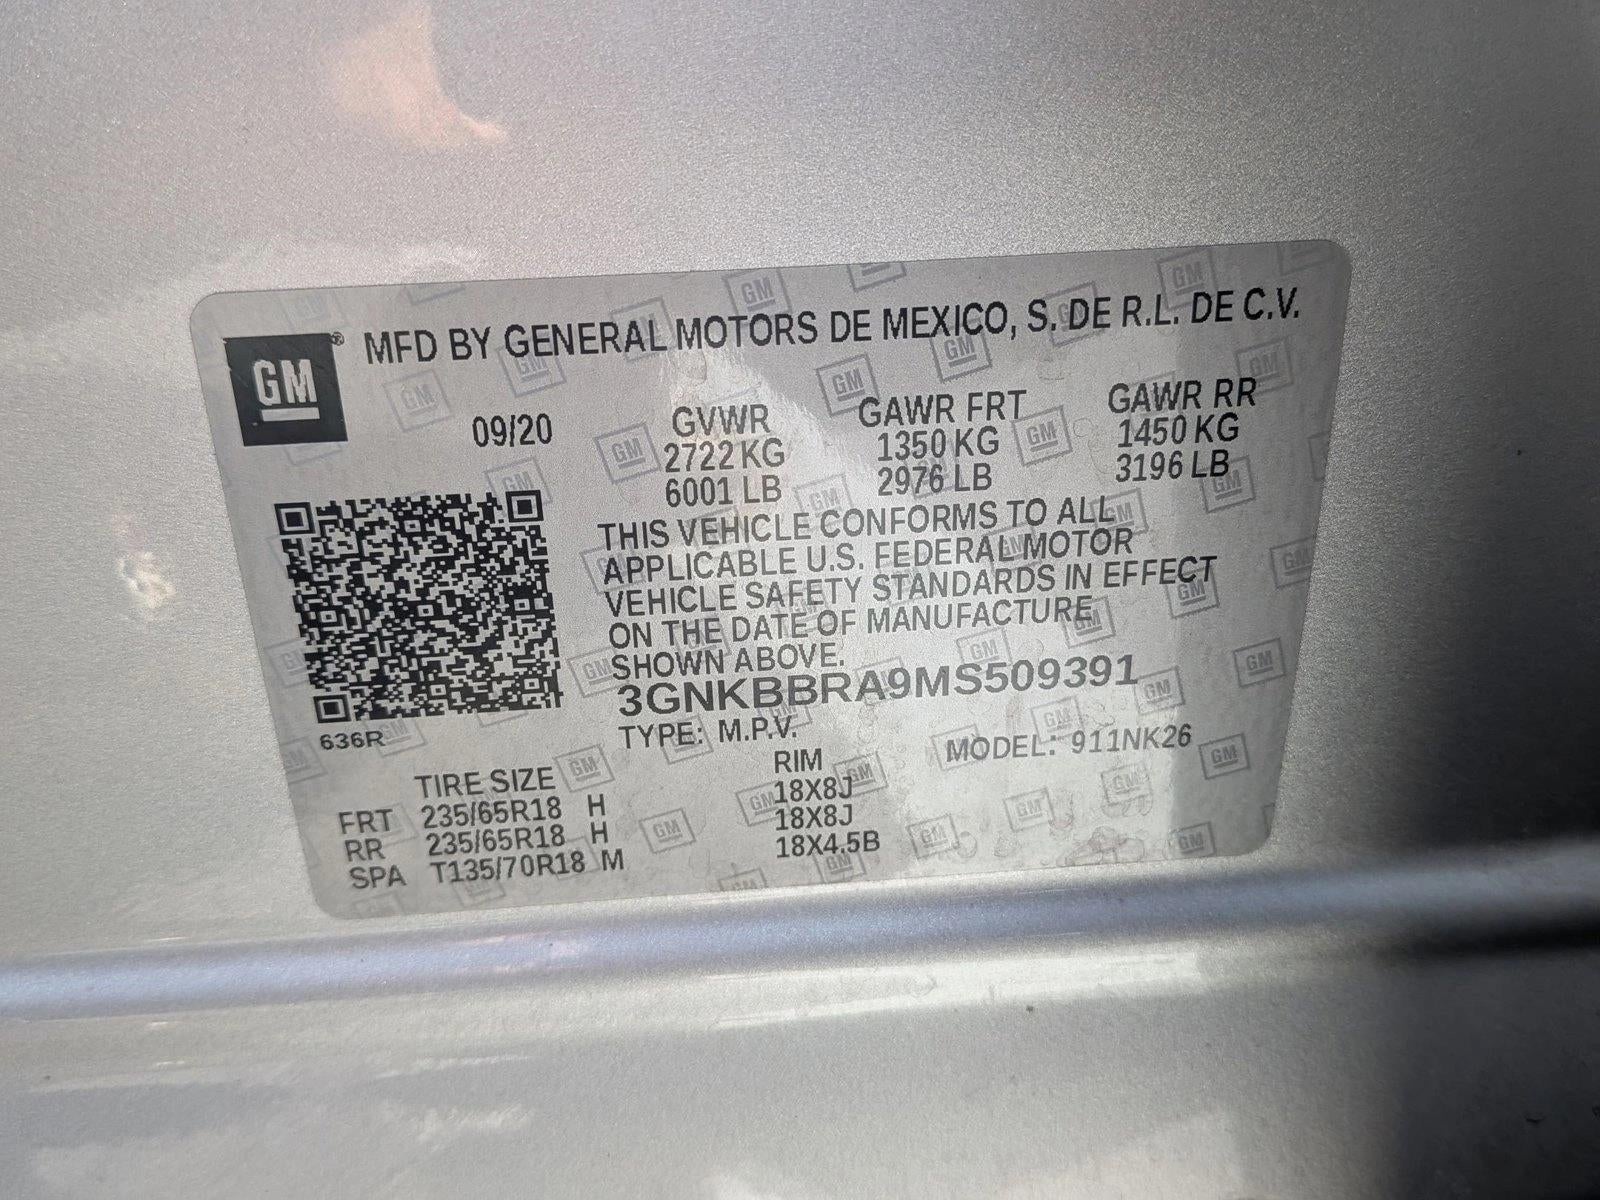 GM® MFD BY GENERAL MOTORS DE MEXICO, S. DE R.L. DE C.V.
09/20 GVWR GAWR FRT GAWR RR
2722 KG 1350 KG 1450 KG
6001 LB 2976 LB 3196 LB
THIS VEHICLE CONFORMS TO ALL
APPLICABLE U.S. FEDERAL MOTOR
VEHICLE SAFETY STANDARDS IN EFFECT
ON THE DATE OF MANUFACTURE
SHOWN ABOVE.
3GNKBBRA9MS509391
636R
TYPE: M.P.V. MODEL: 911NK26
TIRE SIZE RIM
FRT 235/65R18 H 18X8J
RR 235/65R18 H 18X8J
SPA T135/70R18 M 18X4.5B